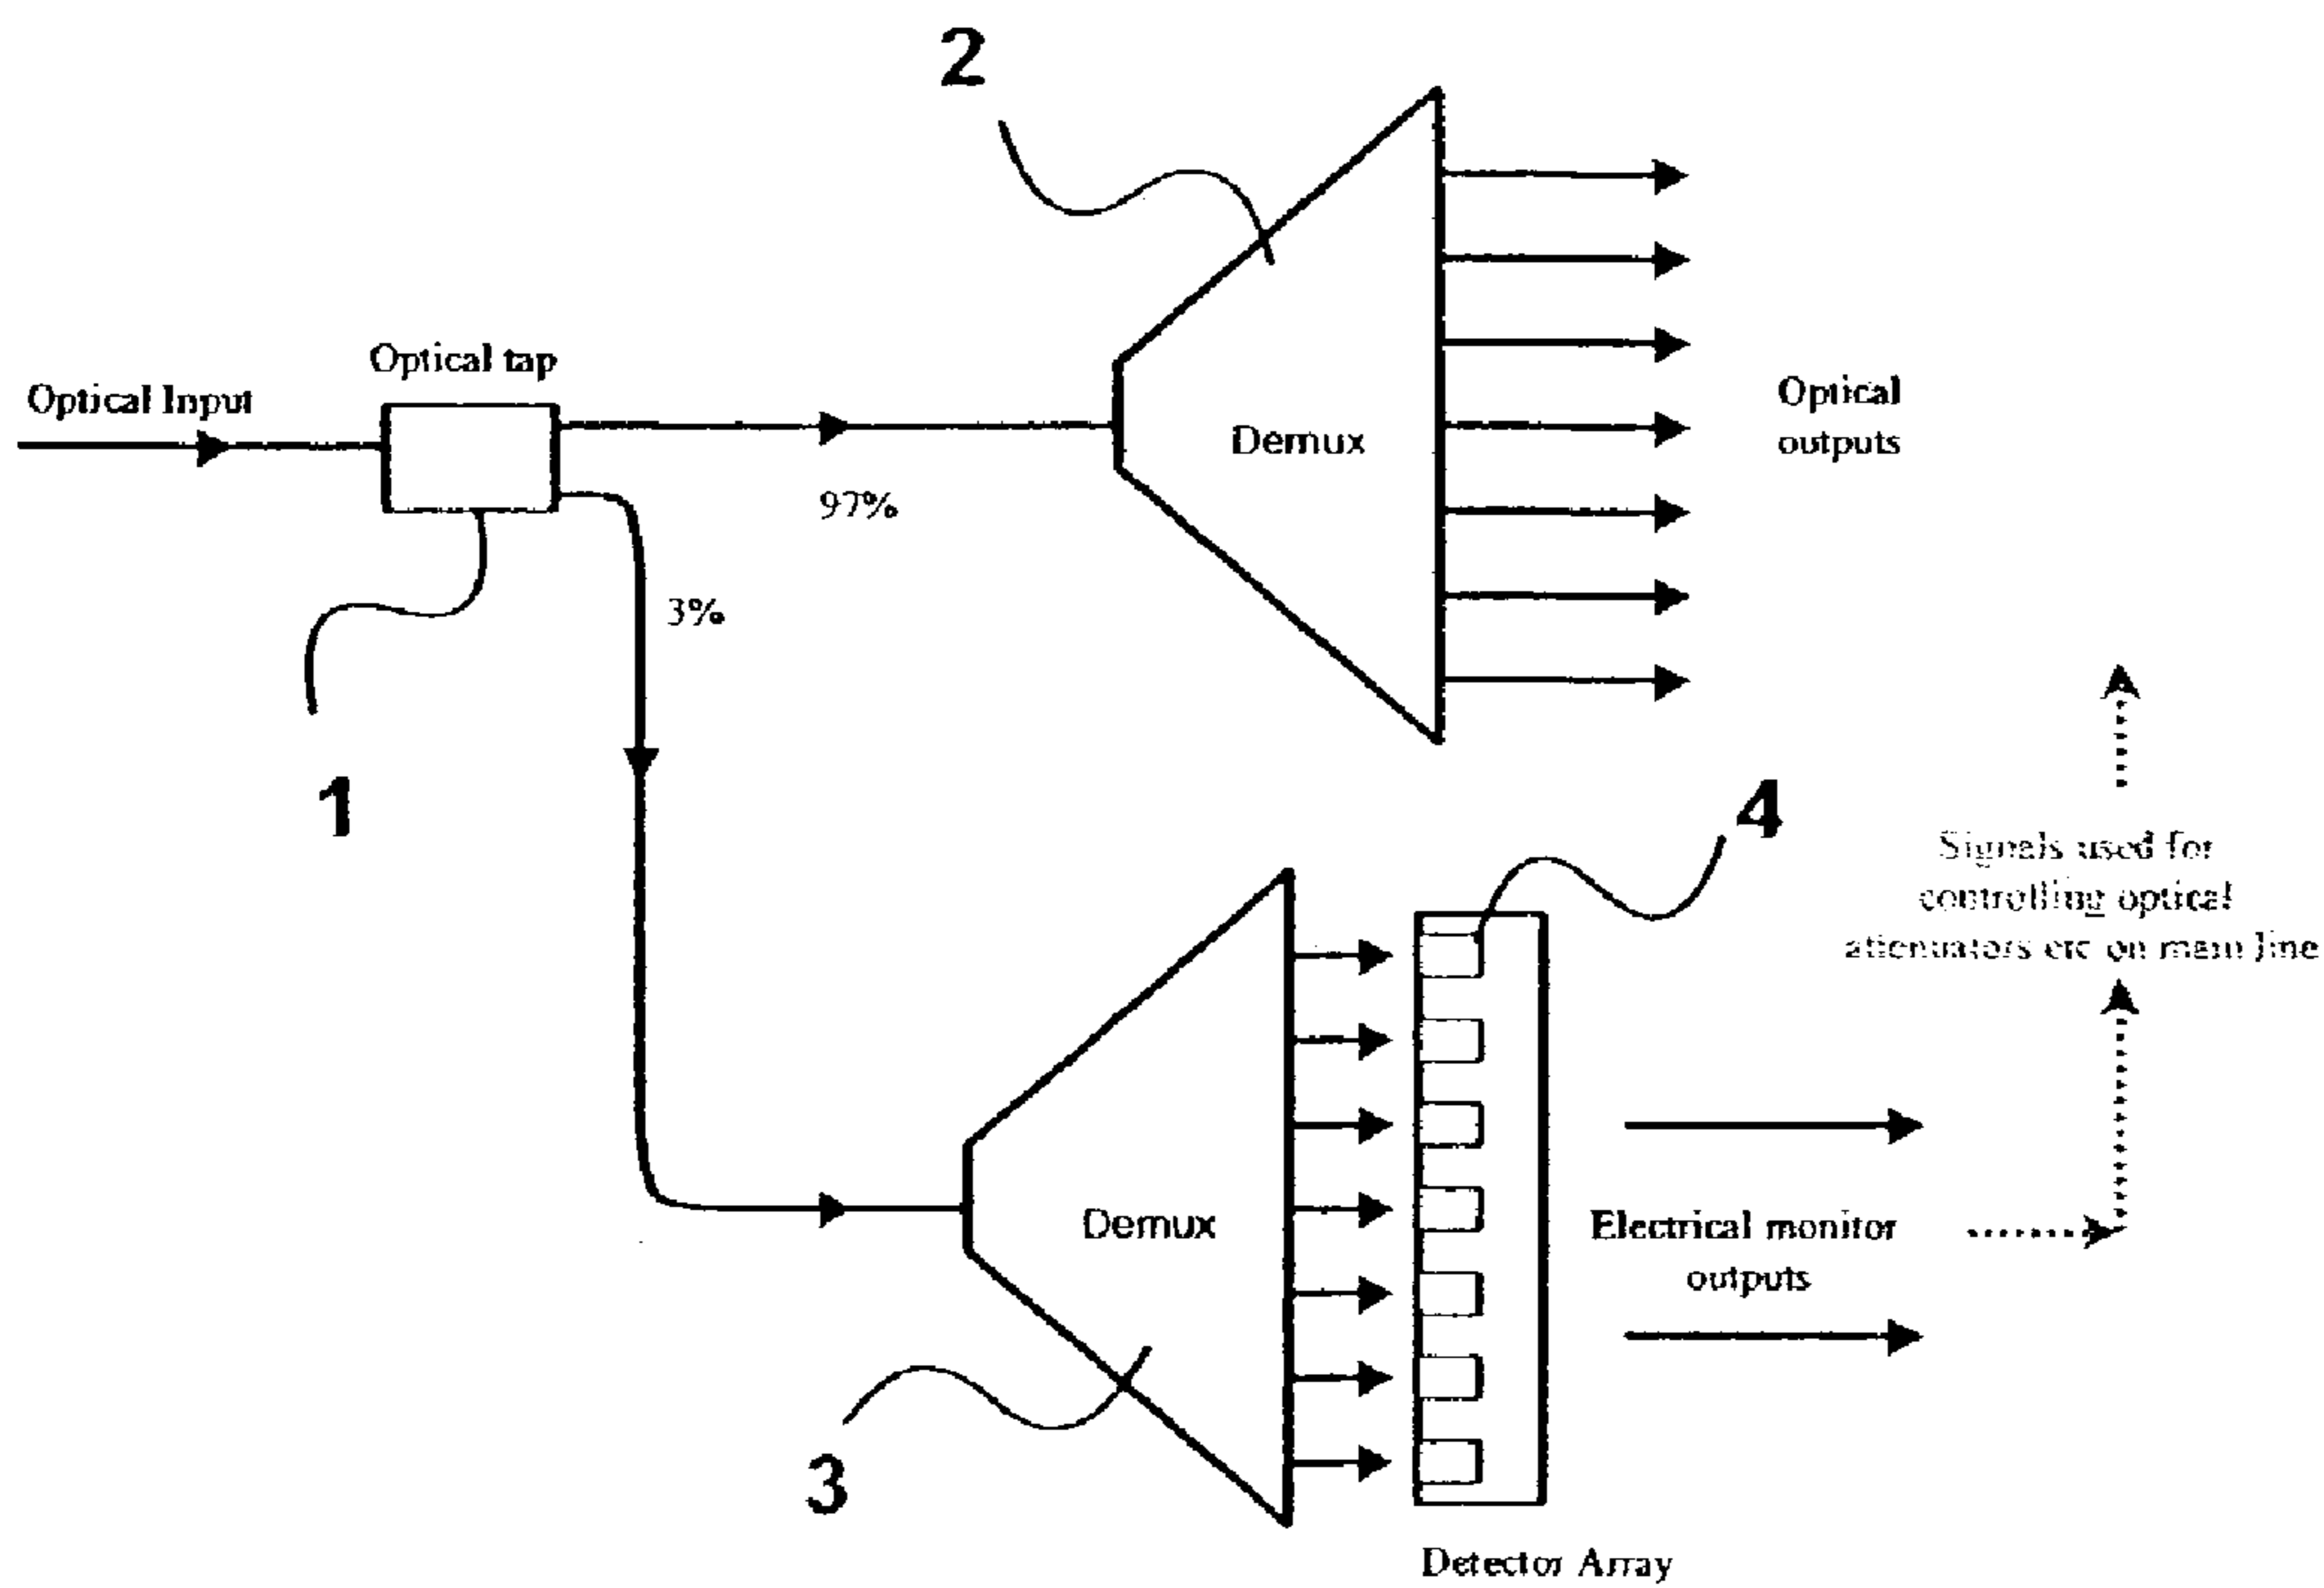 2
Optical tap
Optical Input
Demux
97%
Optical
outputs
3%
1
4
Signals used for
controlling optical
attenuators etc on main line
Demux
Electrical monitor
outputs
3
Detector Array